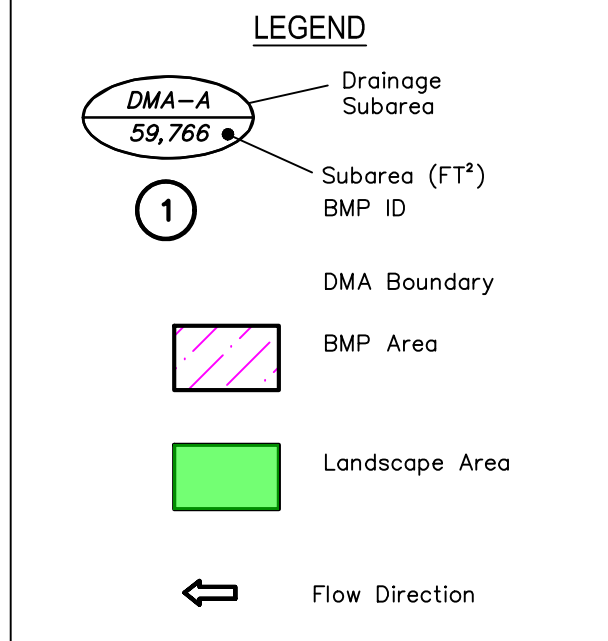 LEGEND
DMA-A
59,766
Drainage
Subarea
Subarea (FT²)
1
BMP ID
DMA Boundary
BMP Area
Landscape Area
Flow Direction